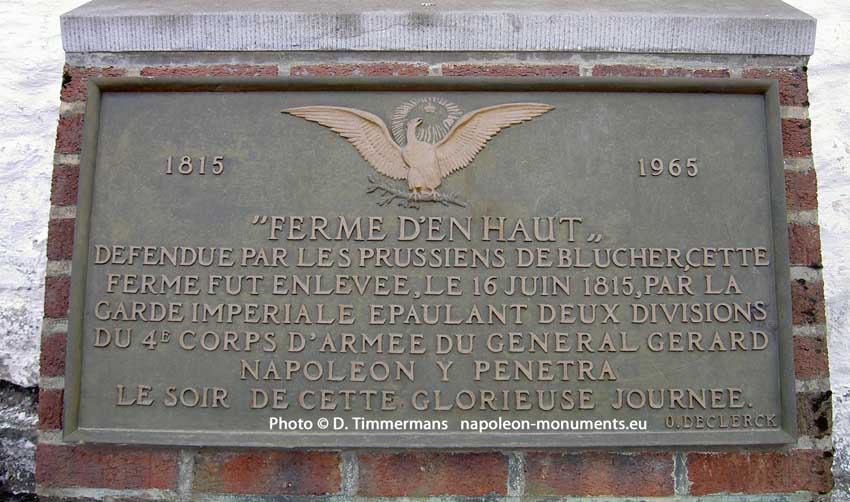 1815 1965
"FERME D'EN HAUT„
DEFENDUE PAR LES PRUSSIENS DE BLUCHER, CETTE
FERME FUT ENLEVEE, LE 16 JUIN 1815, PAR LA
GARDE IMPERIALE EPAULANT DEUX DIVISIONS
DU 4E CORPS D'ARMEE DU GENERAL GERARD
NAPOLEON Y PENETRA
LE SOIR DE CETTE GLORIEUSE JOURNEE.
O. DECLERCK
Photo © D. Timmermans napoleon-monuments.eu